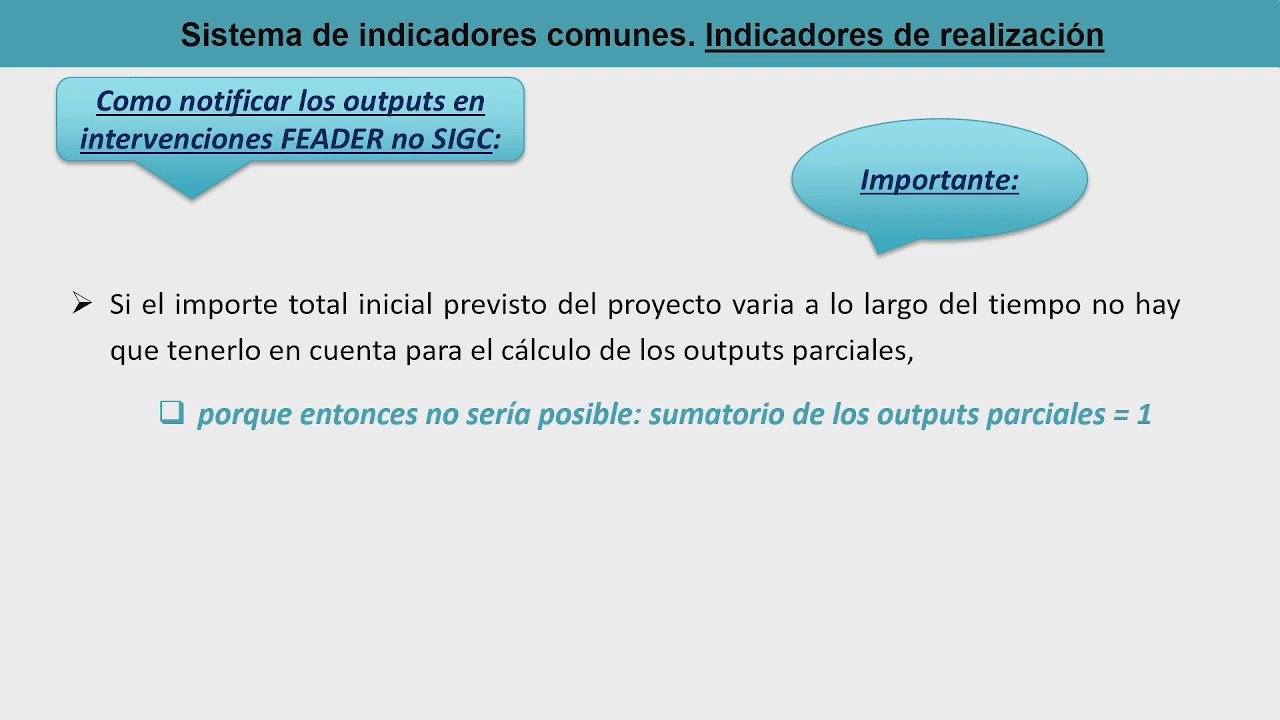 Sistema de indicadores comunes. Indicadores de realización
Como notificar los outputs en
intervenciones FEADER no SIGC:
Importante:
Si el importe total inicial previsto del proyecto varia a lo largo del tiempo no hay
que tenerlo en cuenta para el cálculo de los outputs parciales,
porque entonces no sería posible: sumatorio de los outputs parciales = 1